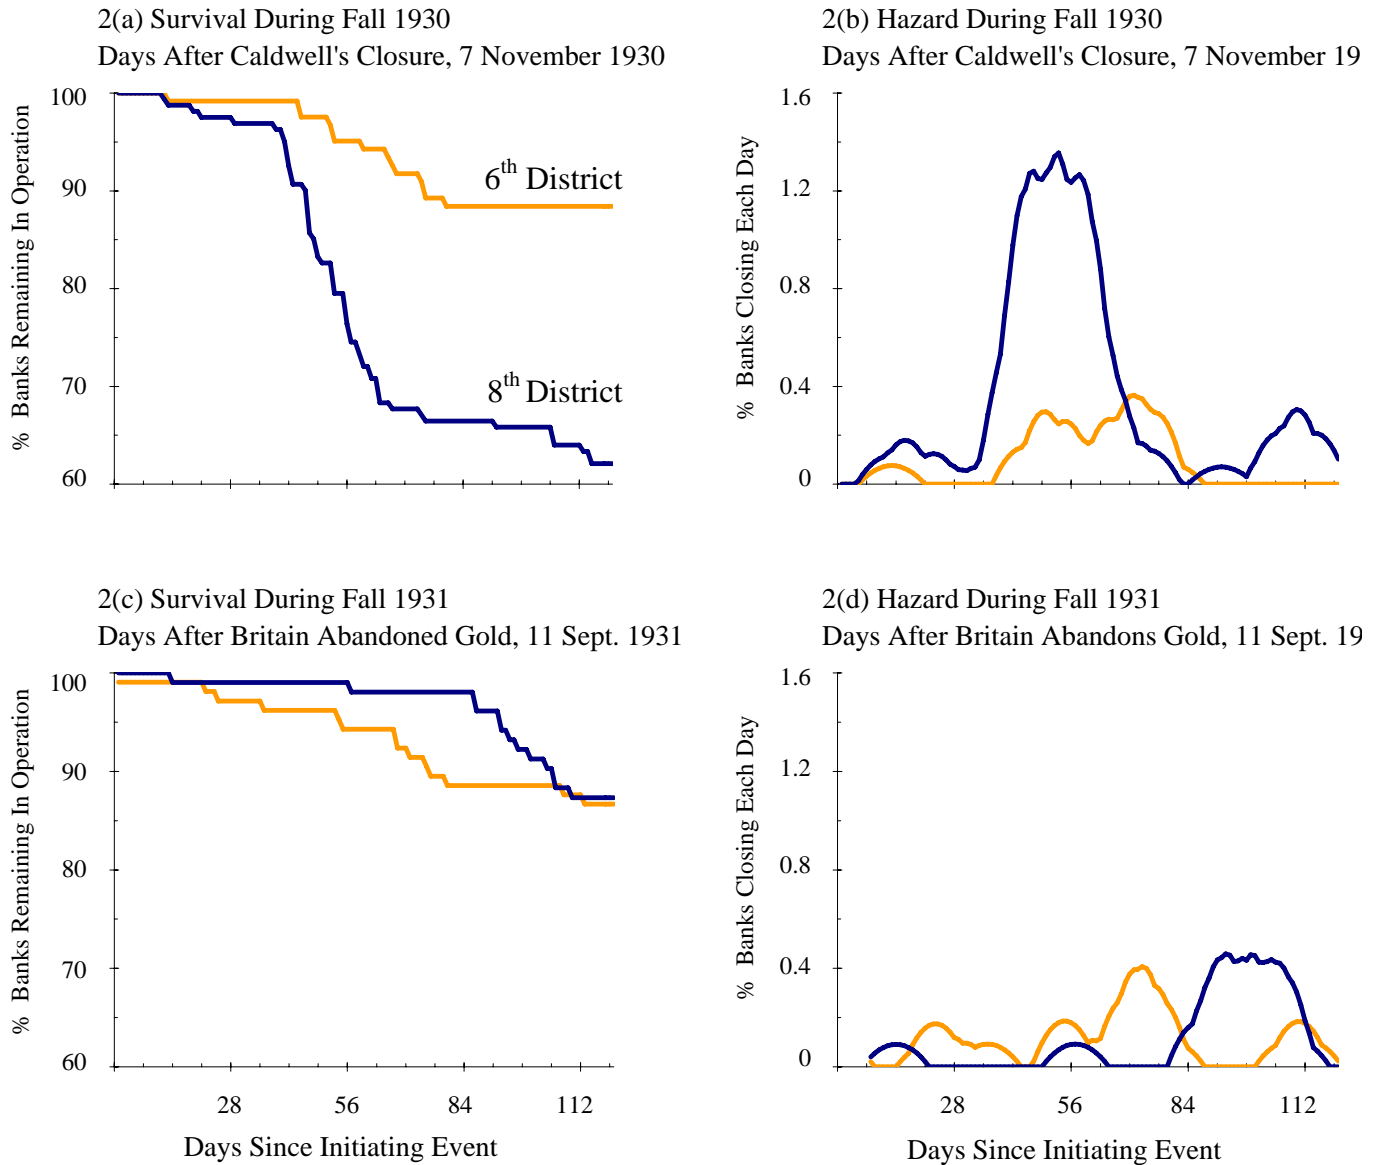 2(a) Survival During Fall 1930
Days After Caldwell's Closure, 7 November 1930
% Banks Remaining In Operation
100
90
80
70
60
6th District
8th District
2(b) Hazard During Fall 1930
Days After Caldwell's Closure, 7 November 19
% Banks Closing Each Day
1.6
1.2
0.8
0.4
0
2(c) Survival During Fall 1931
Days After Britain Abandoned Gold, 11 Sept. 1931
% Banks Remaining In Operation
100
90
80
70
60
28 56 84 112
Days Since Initiating Event
2(d) Hazard During Fall 1931
Days After Britain Abandons Gold, 11 Sept. 19
% Banks Closing Each Day
1.6
1.2
0.8
0.4
0
28 56 84 112
Days Since Initiating Event